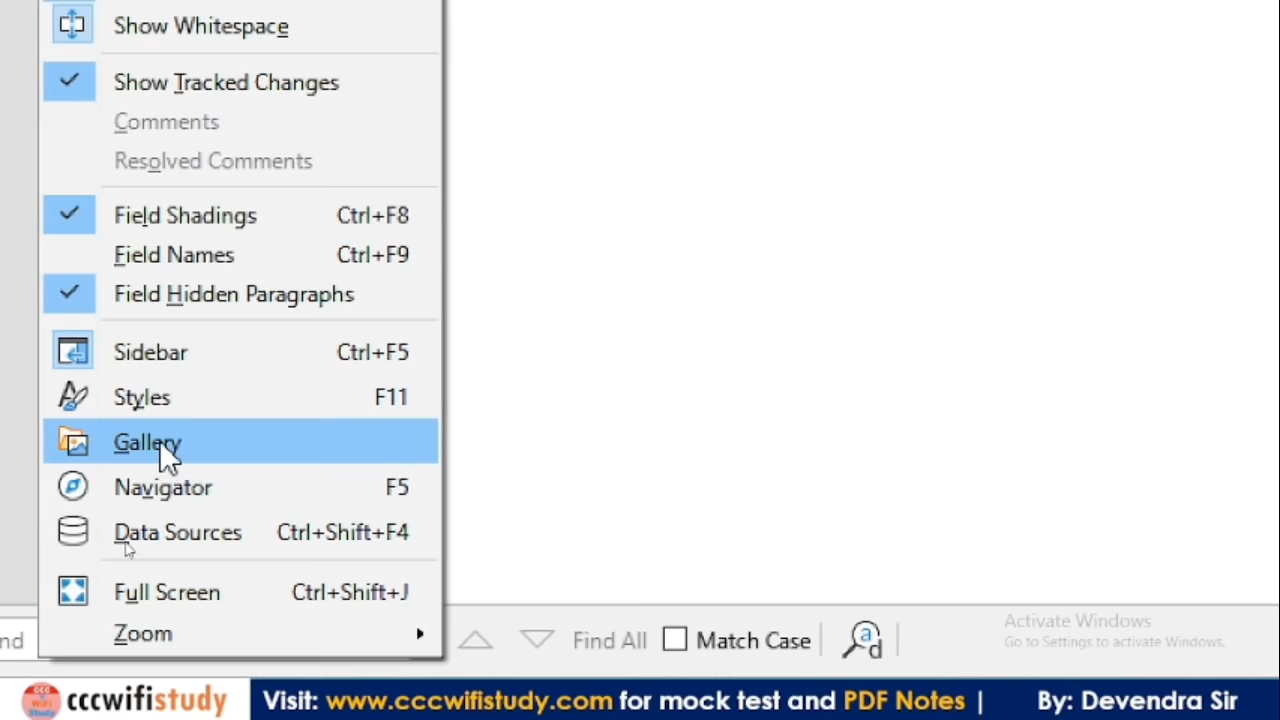 Show Whitespace
Show Tracked Changes
Comments
Resolved Comments
Field Shadings Ctrl+F8
Field Names Ctrl+F9
Field Hidden Paragraphs
Sidebar Ctrl+F5
Styles F11
Gallery
Navigator F5
Data Sources Ctrl+Shift+F4
Full Screen Ctrl+Shift+J
Zoom
nd Find All Match Case
Activate Windows
Go to Settings to activate Windows.
CCC WiFi Study
cccwifistudy Visit: www.cccwifistudy.com for mock test and PDF Notes | By: Devendra Sir